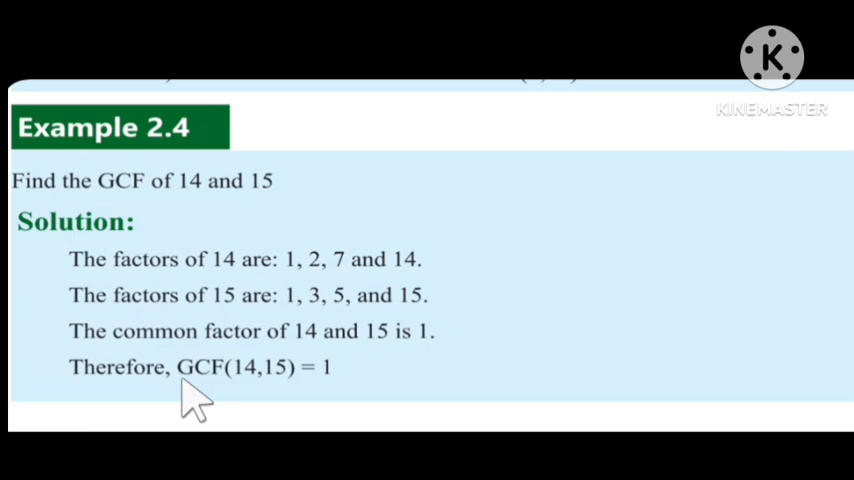 KINEMASTER
Example 2.4
Find the GCF of 14 and 15
Solution:
The factors of 14 are: 1, 2, 7 and 14.
The factors of 15 are: 1, 3, 5, and 15.
The common factor of 14 and 15 is 1.
Therefore, GCF(14,15) = 1